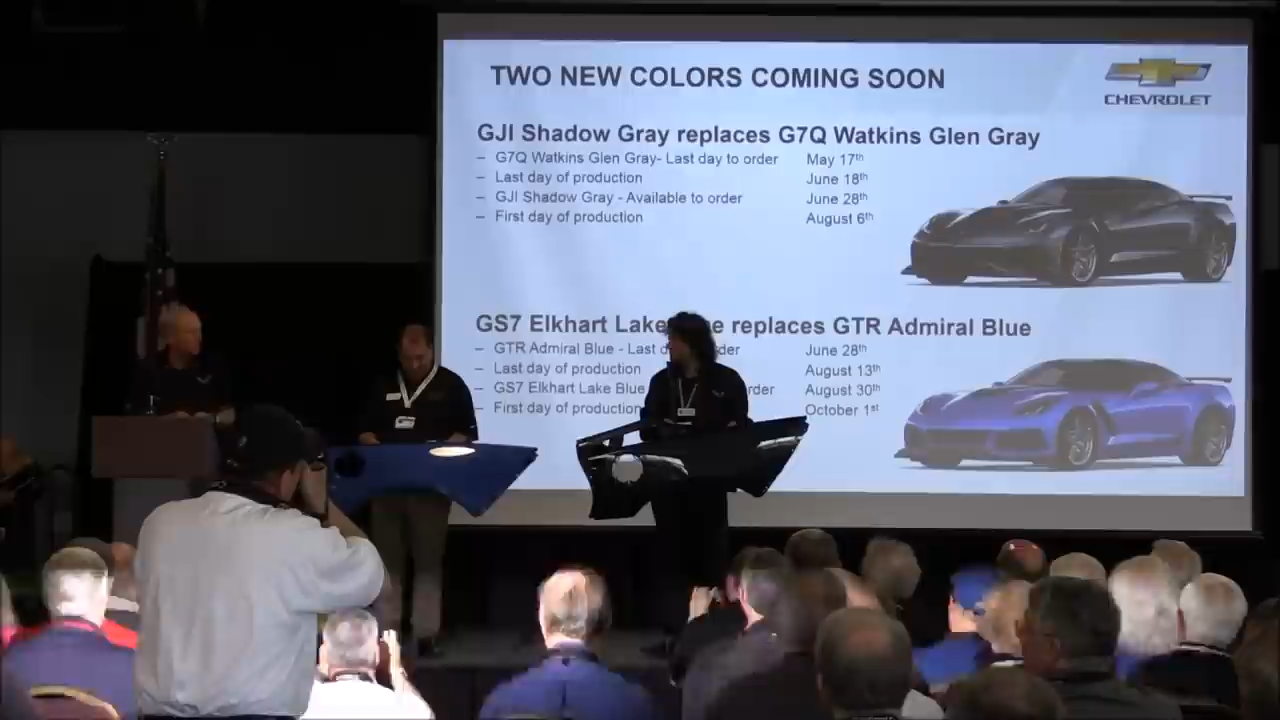 TWO NEW COLORS COMING SOON
CHEVROLET
GJI Shadow Gray replaces G7Q Watkins Glen Gray
– G7Q Watkins Glen Gray- Last day to order May 17th
– Last day of production June 18th
– GJI Shadow Gray - Available to order June 28th
– First day of production August 6th
GS7 Elkhart Lake replaces GTR Admiral Blue
– GTR Admiral Blue - Last order June 28th
– Last day of production August 13th
– GS7 Elkhart Lake Blue order August 30th
– First day of production October 1st